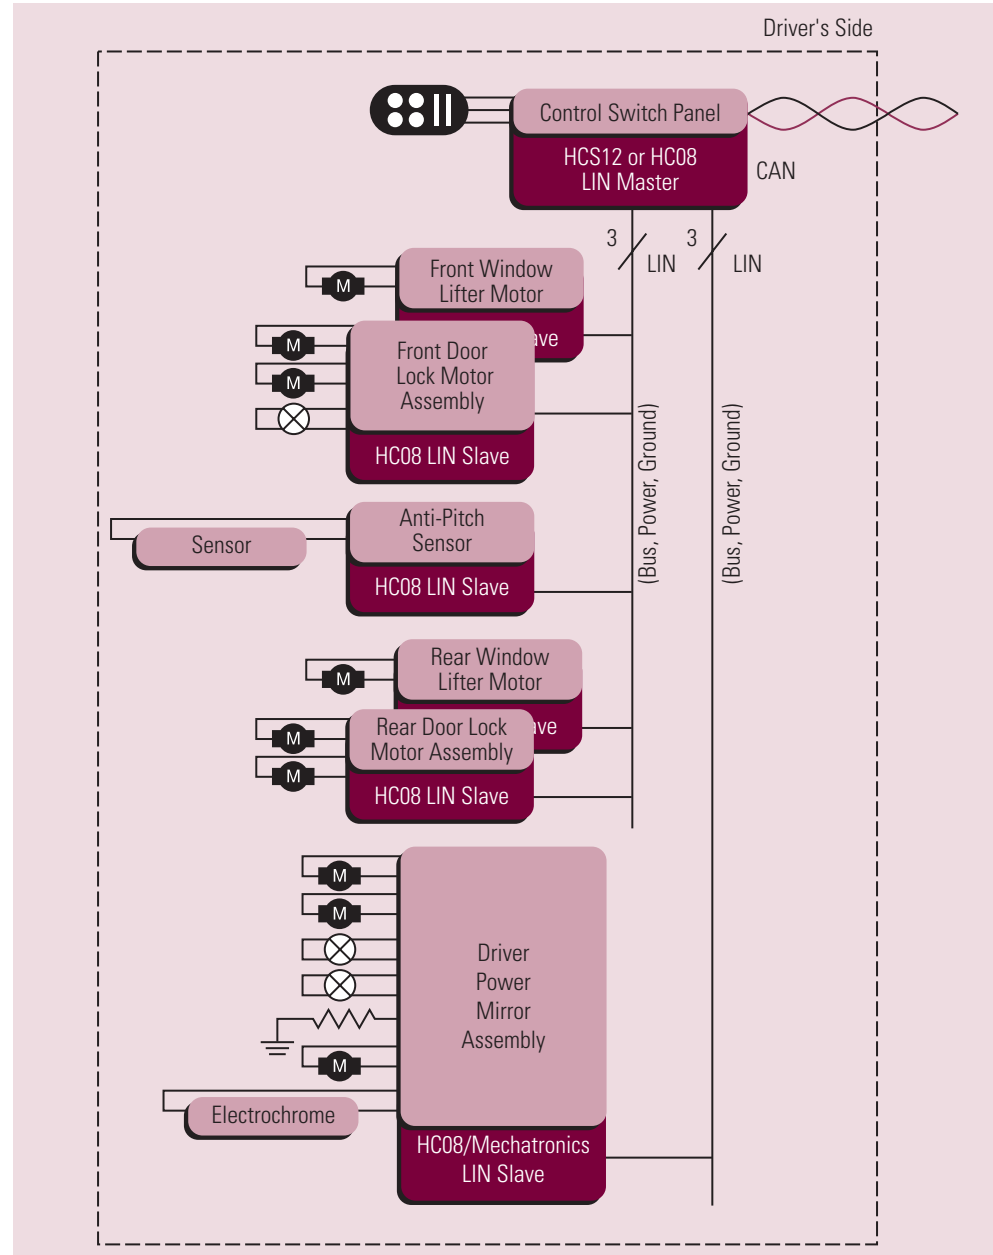 Driver's Side
Control Switch Panel
HCS12 or HC08
LIN Master
CAN
3
LIN
3
LIN
Front Window
Lifter Motor
M
M
Front Door
Lock Motor
Assembly
M
HC08 LIN Slave
(Bus, Power, Ground)
(Bus, Power, Ground)
Anti-Pitch
Sensor
Sensor
HC08 LIN Slave
Rear Window
Lifter Motor
M
Rear Door Lock
Motor Assembly
M
M
HC08 LIN Slave
M
M
Driver
Power
Mirror
Assembly
M
Electrochrome
HC08/Mechatronics
LIN Slave